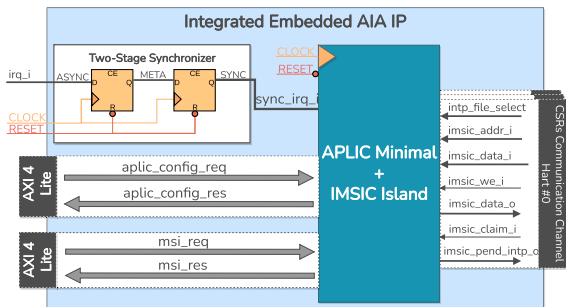 Integrated Embedded AIA IP
Two-Stage Synchronizer
irq_i
ASYNC
D
CE
Q
R
META
D
CE
Q
R
SYNC
CLOCK
RESET
CLOCK
RESET
sync_irq_i
APLIC Minimal
+
IMSIC Island
AXI 4
Lite
aplic_config_req
aplic_config_res
AXI 4
Lite
msi_req
msi_res
intp_file_select
imsic_addr_i
imsic_data_i
imsic_we_i
imsic_data_o
imsic_claim_i
imsic_pend_intp_o
CSRs Communication Channel
Hart #0